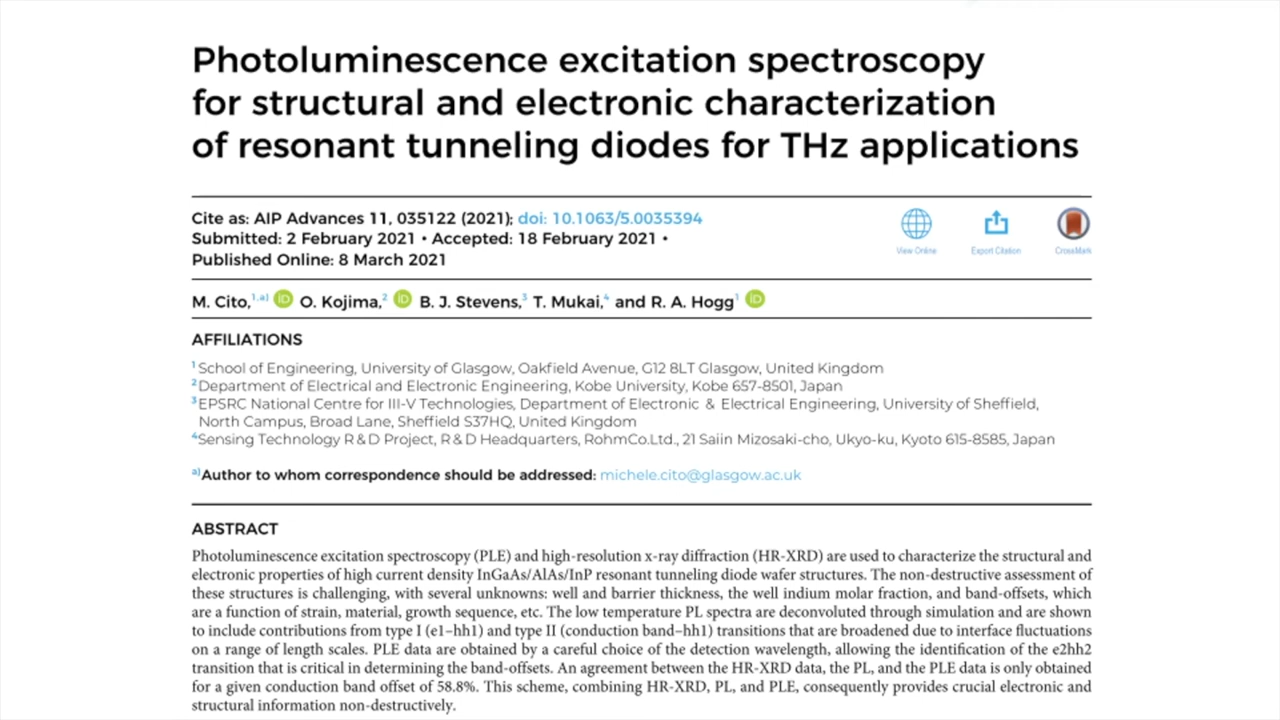 Photoluminescence excitation spectroscopy
for structural and electronic characterization
of resonant tunneling diodes for THz applications
Cite as: AIP Advances 11, 035122 (2021); doi: 10.1063/5.0035394
Submitted: 2 February 2021 • Accepted: 18 February 2021 •
Published Online: 8 March 2021
View Online Export Citation CrossMark
M. Cito,1,a) iD O. Kojima,2 iD B. J. Stevens,3 T. Mukai,4 and R. A. Hogg1 iD
AFFILIATIONS
1 School of Engineering, University of Glasgow, Oakfield Avenue, G12 8LT Glasgow, United Kingdom
2 Department of Electrical and Electronic Engineering, Kobe University, Kobe 657-8501, Japan
3 EPSRC National Centre for III-V Technologies, Department of Electronic & Electrical Engineering, University of Sheffield,
North Campus, Broad Lane, Sheffield S37HQ, United Kingdom
4 Sensing Technology R & D Project, R & D Headquarters, RohmCo.Ltd., 21 Saiin Mizosaki-cho, Ukyo-ku, Kyoto 615-8585, Japan
a) Author to whom correspondence should be addressed: michele.cito@glasgow.ac.uk
ABSTRACT
Photoluminescence excitation spectroscopy (PLE) and high-resolution x-ray diffraction (HR-XRD) are used to characterize the structural and
electronic properties of high current density InGaAs/AlAs/InP resonant tunneling diode wafer structures. The non-destructive assessment of
these structures is challenging, with several unknowns: well and barrier thickness, the well indium molar fraction, and band-offsets, which
are a function of strain, material, growth sequence, etc. The low temperature PL spectra are deconvoluted through simulation and are shown
to include contributions from type I (e1–hh1) and type II (conduction band–hh1) transitions that are broadened due to interface fluctuations
on a range of length scales. PLE data are obtained by a careful choice of the detection wavelength, allowing the identification of the e2hh2
transition that is critical in determining the band-offsets. An agreement between the HR-XRD data, the PL, and the PLE data is only obtained
for a given conduction band offset of 58.8%. This scheme, combining HR-XRD, PL, and PLE, consequently provides crucial electronic and
structural information non-destructively.